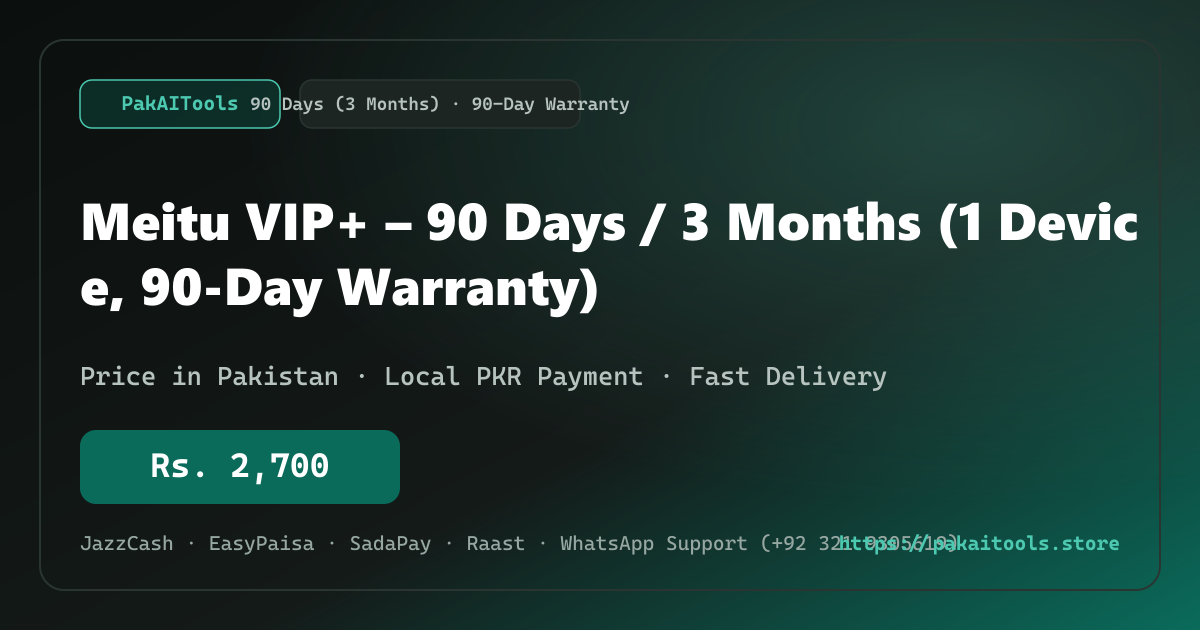 PakAITools 90 Days (3 Months) · 90-Day Warranty
Meitu VIP+ – 90 Days / 3 Months (1 Devic
e, 90-Day Warranty)
Price in Pakistan · Local PKR Payment · Fast Delivery
Rs. 2,700
JazzCash · EasyPaisa · SadaPay · Raast · WhatsApp Support (+92 321 https://pakaitools.store